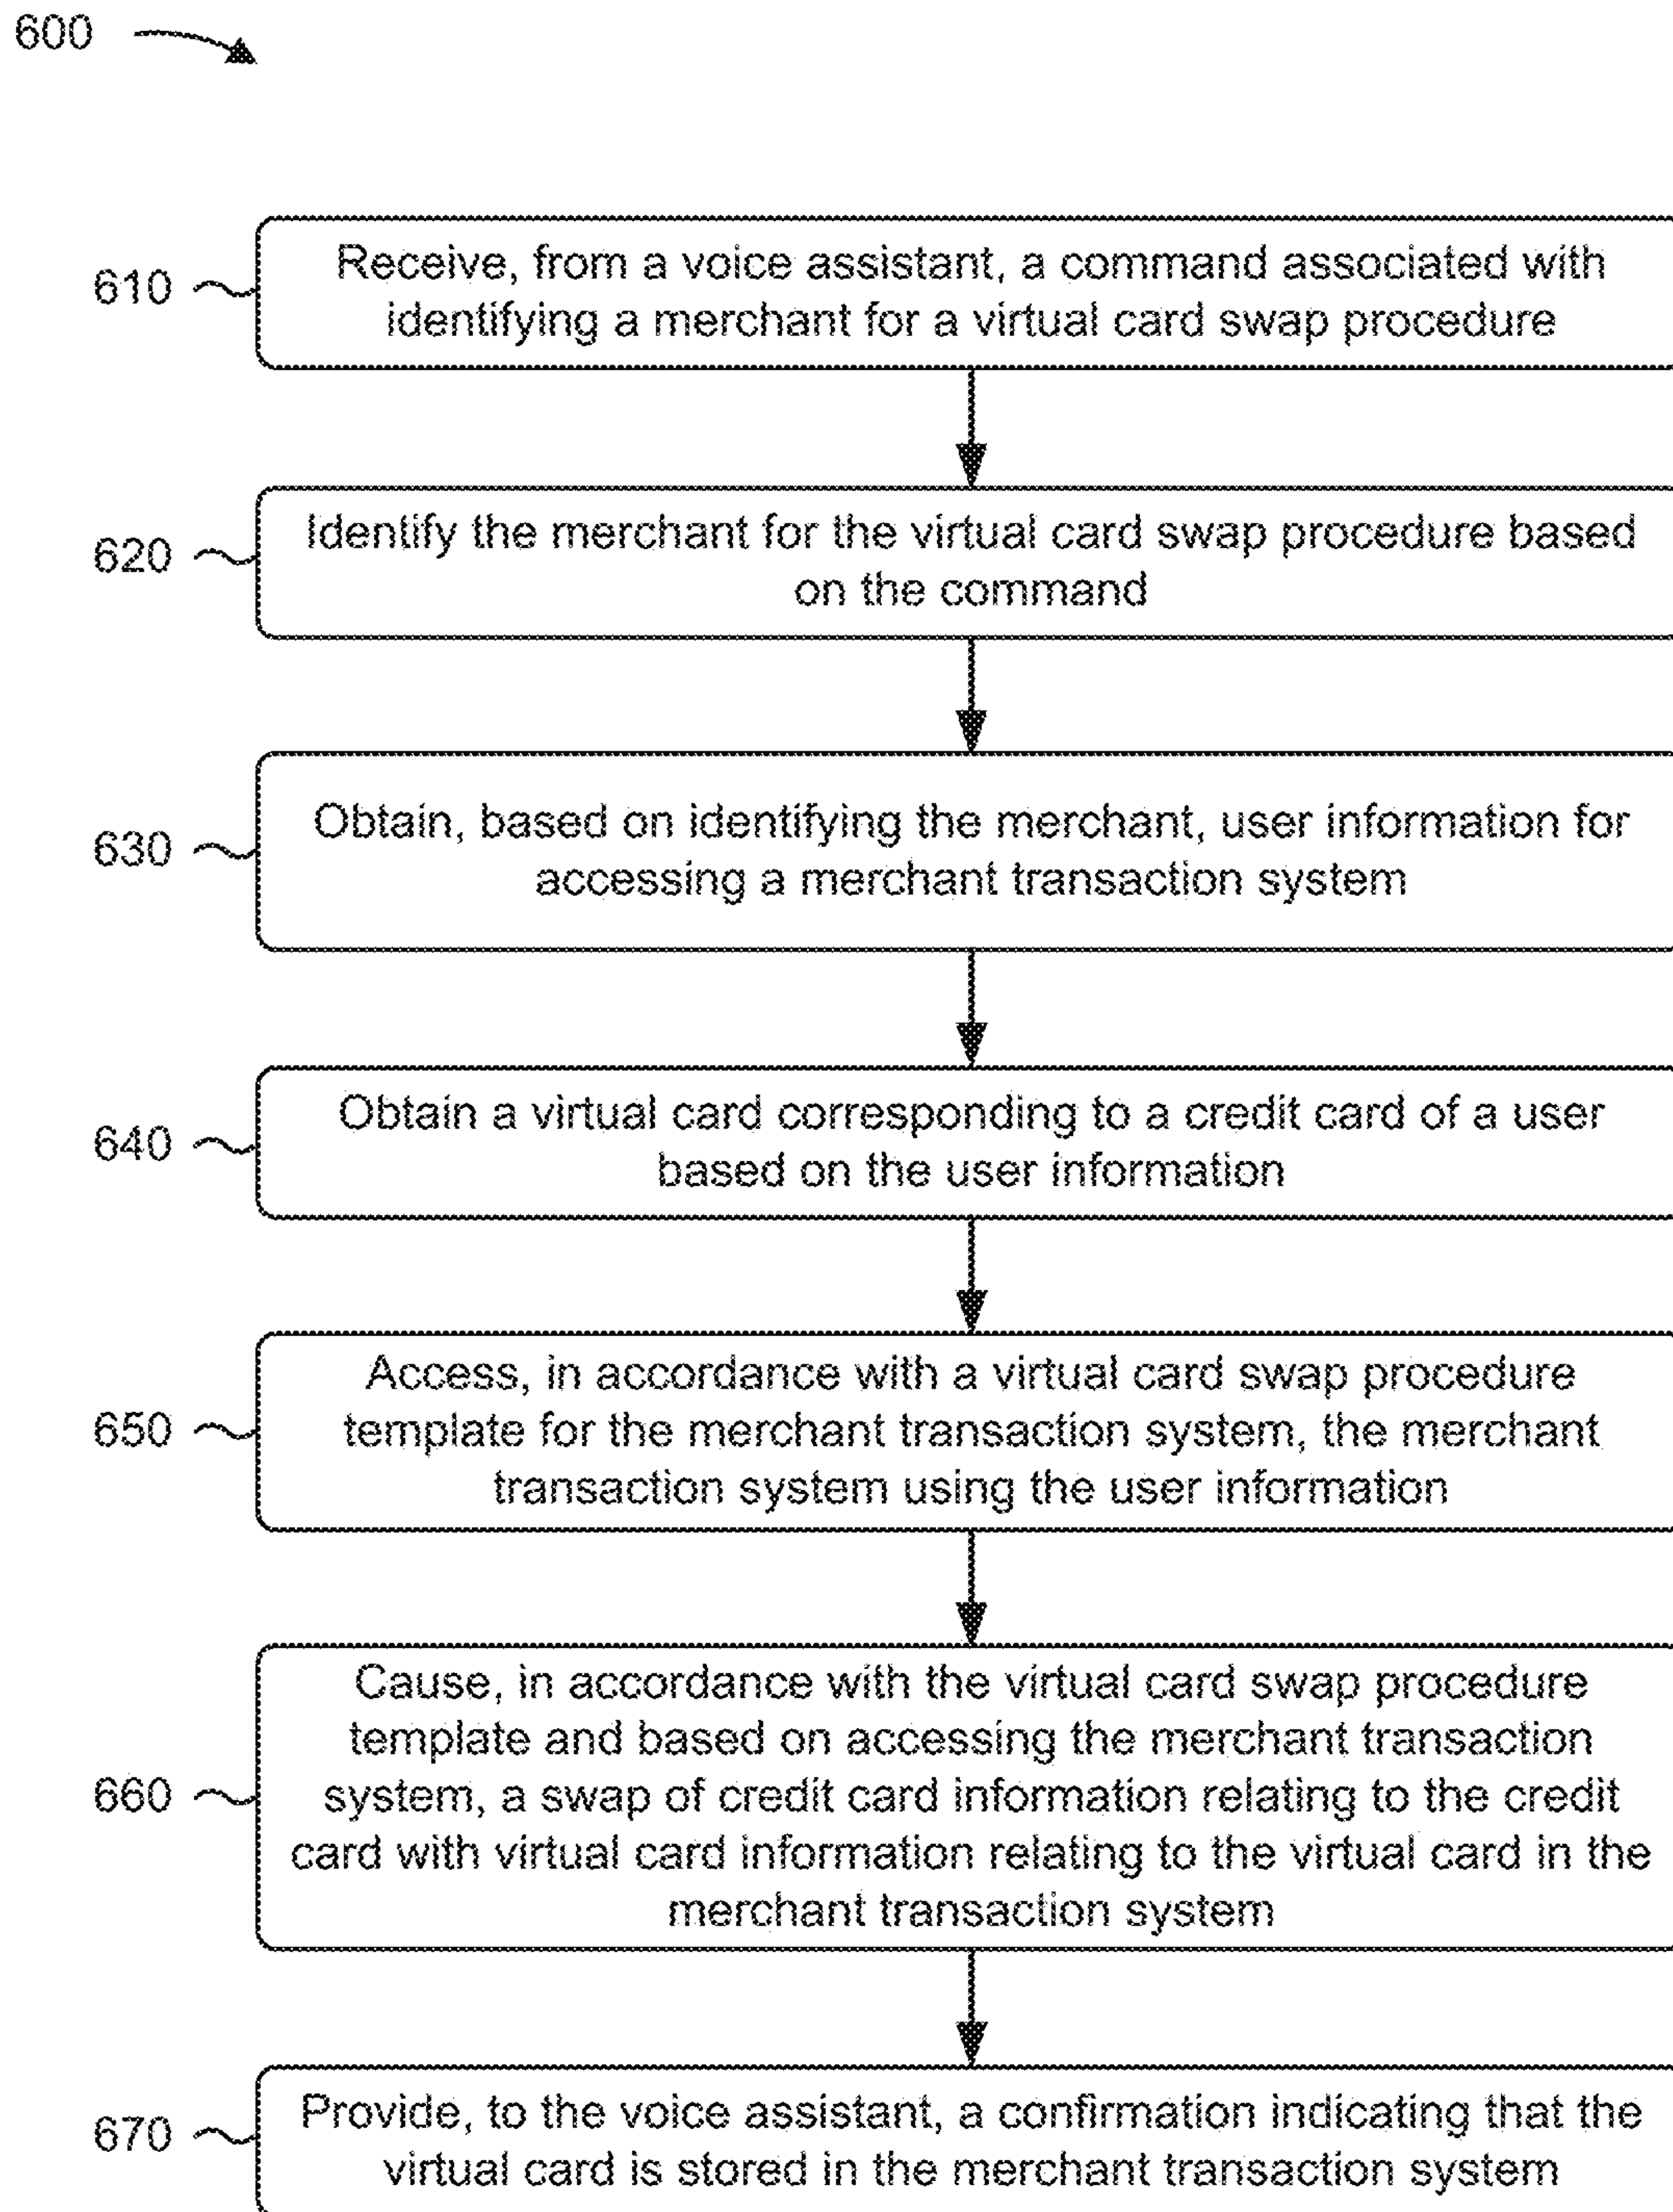 600
610
Receive, from a voice assistant, a command associated with
identifying a merchant for a virtual card swap procedure
620
Identify the merchant for the virtual card swap procedure based
on the command
630
Obtain, based on identifying the merchant, user information for
accessing a merchant transaction system
640
Obtain a virtual card corresponding to a credit card of a user
based on the user information
650
Access, in accordance with a virtual card swap procedure
template for the merchant transaction system, the merchant
transaction system using the user information
660
Cause, in accordance with the virtual card swap procedure
template and based on accessing the merchant transaction
system, a swap of credit card information relating to the credit
card with virtual card information relating to the virtual card in the
merchant transaction system
670
Provide, to the voice assistant, a confirmation indicating that the
virtual card is stored in the merchant transaction system